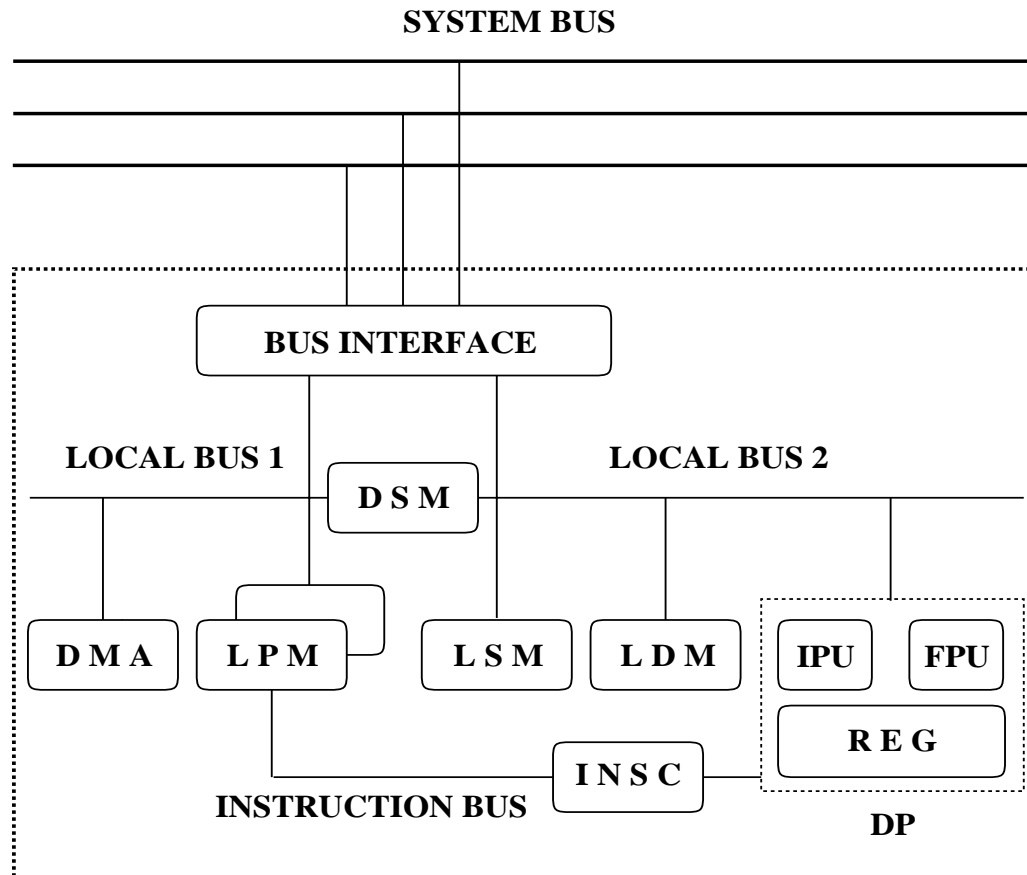 SYSTEM BUS
BUS INTERFACE
LOCAL BUS 1
LOCAL BUS 2
D S M
D M A
L P M
L S M
L D M
IPU
FPU
R E G
I N S C
INSTRUCTION BUS
DP